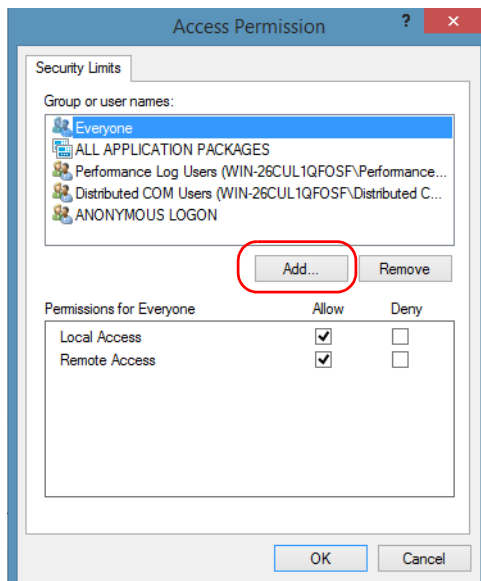 Access Permission
?
Security Limits
Group or user names:
Everyone
ALL APPLICATION PACKAGES
Performance Log Users (WIN-26CUL1QFOSF\Performance...
Distributed COM Users (WIN-26CUL1QFOSF\Distributed C...
ANONYMOUS LOGON
Add... Remove
Permissions for Everyone Allow Deny
Local Access
Remote Access
OK Cancel